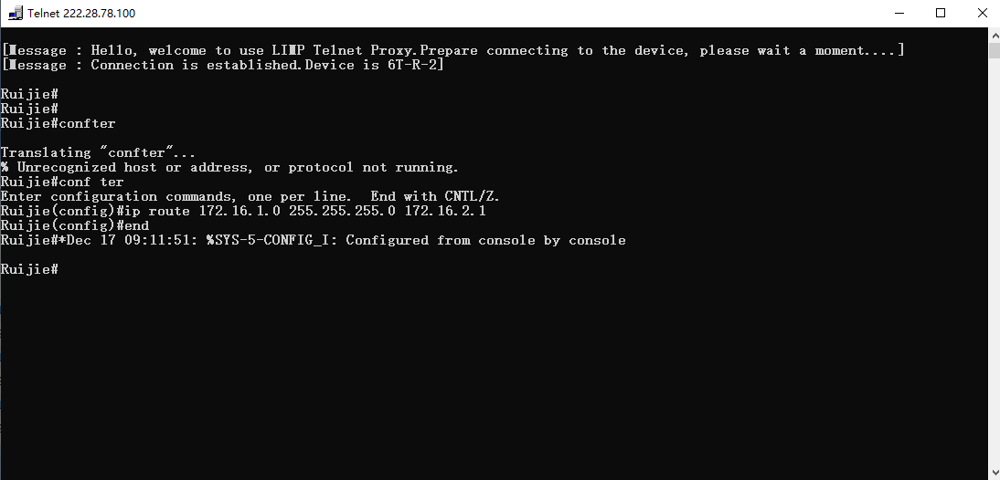 Telnet 222.28.78.100
[Message : Hello, welcome to use LIMP Telnet Proxy.Prepare connecting to the device, please wait a moment....]
[Message : Connection is established.Device is 6T-R-2]
Ruijie#
Ruijie#
Ruijie#confter
Translating "confter"...
% Unrecognized host or address, or protocol not running.
Ruijie#conf ter
Enter configuration commands, one per line.  End with CNTL/Z.
Ruijie(config)#ip route 172.16.1.0 255.255.255.0 172.16.2.1
Ruijie(config)#end
Ruijie#*Dec 17 09:11:51: %SYS-5-CONFIG_I: Configured from console by console
Ruijie#